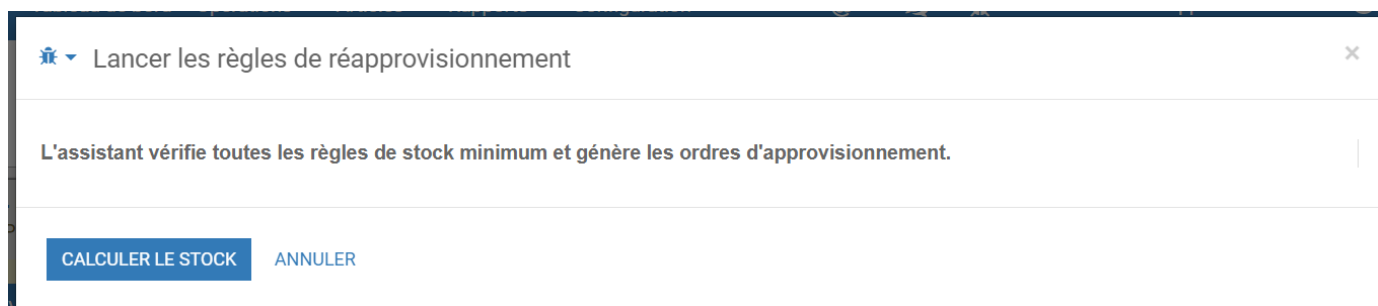 Lancer les règles de réapprovisionnement
×
L'assistant vérifie toutes les règles de stock minimum et génère les ordres d'approvisionnement.
CALCULER LE STOCK ANNULER